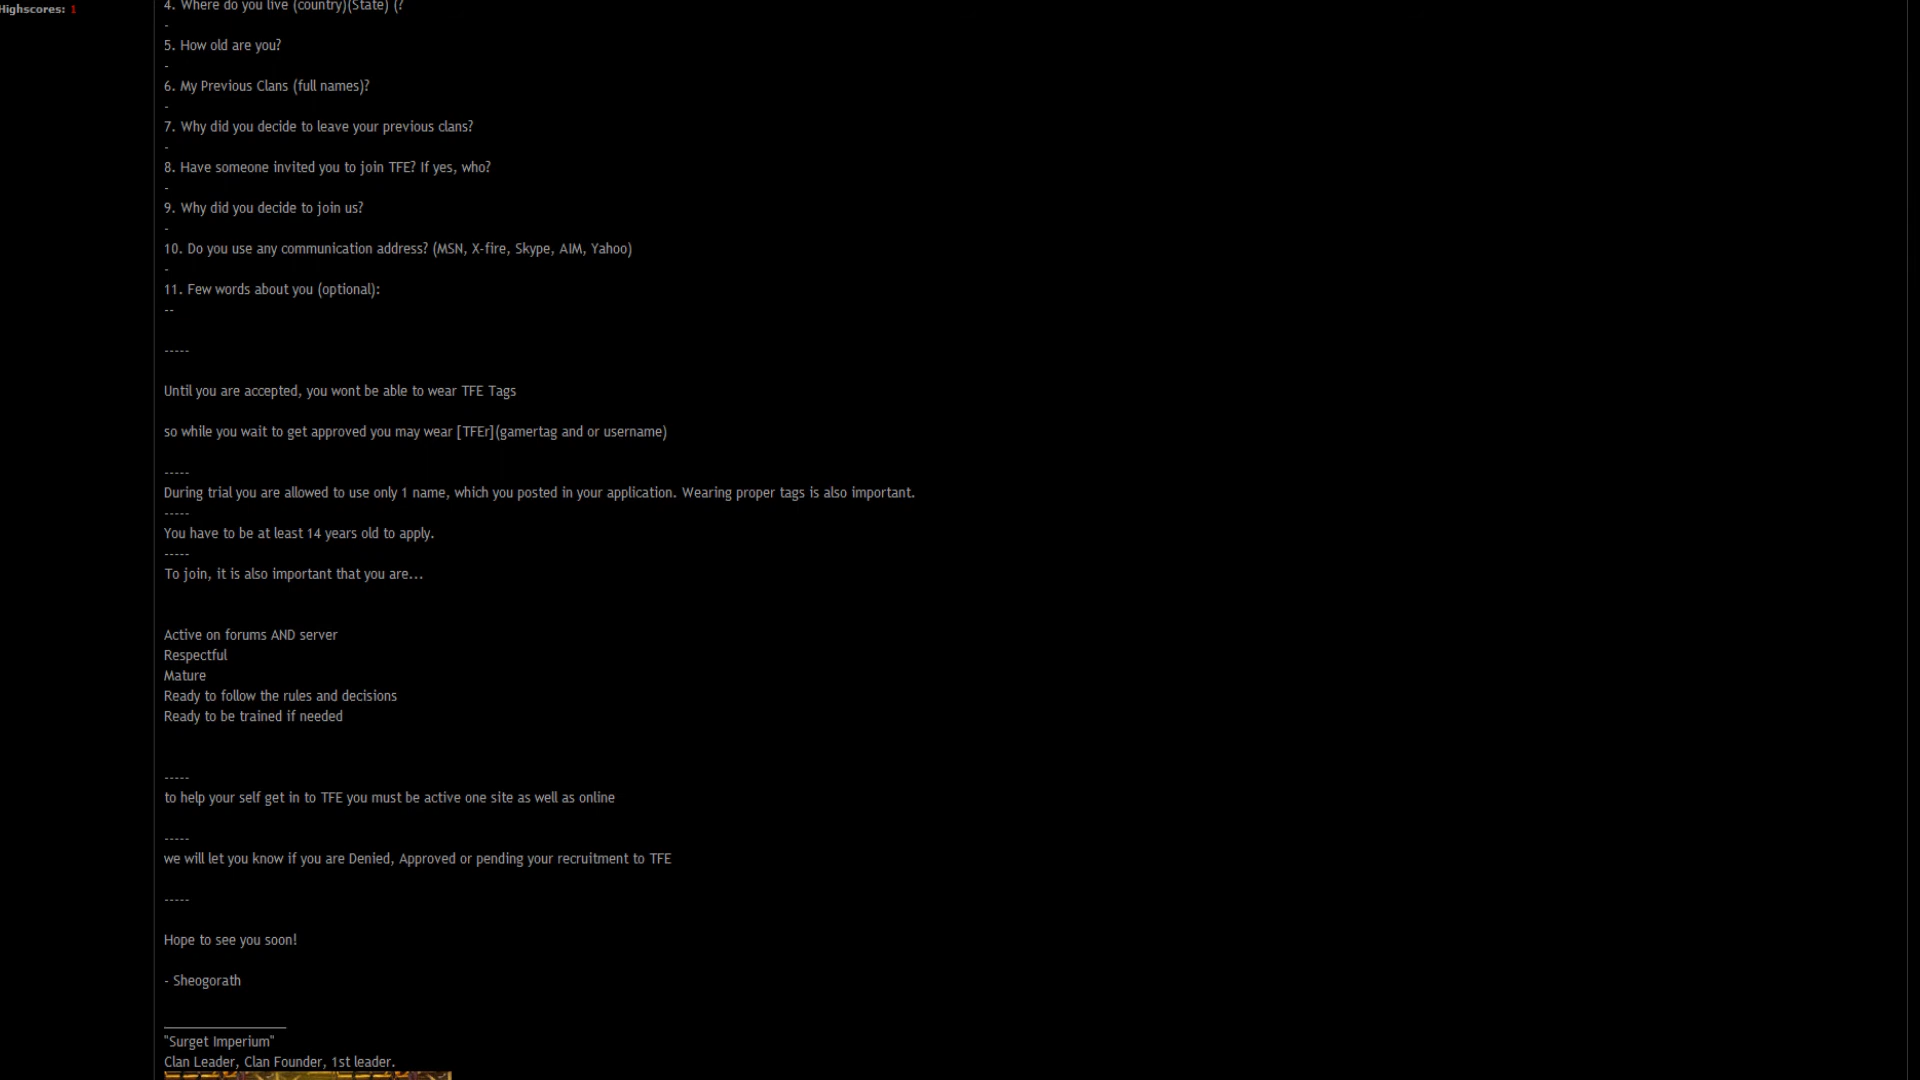 Highscores: 1
4. Where do you live (country)(State) (?
-
5. How old are you?
-
6. My Previous Clans (full names)?
-
7. Why did you decide to leave your previous clans?
-
8. Have someone invited you to join TFE? If yes, who?
-
9. Why did you decide to join us?
-
10. Do you use any communication address? (MSN, X-fire, Skype, AIM, Yahoo)
-
11. Few words about you (optional):
--
-----
Until you are accepted, you wont be able to wear TFE Tags
so while you wait to get approved you may wear [TFEr](gamertag and or username)
-----
During trial you are allowed to use only 1 name, which you posted in your application. Wearing proper tags is also important.
-----
You have to be at least 14 years old to apply.
-----
To join, it is also important that you are...
Active on forums AND server
Respectful
Mature
Ready to follow the rules and decisions
Ready to be trained if needed
-----
to help your self get in to TFE you must be active one site as well as online
-----
we will let you know if you are Denied, Approved or pending your recruitment to TFE
-----
Hope to see you soon!
- Sheogorath
_________________
"Surget Imperium"
Clan Leader, Clan Founder, 1st leader.